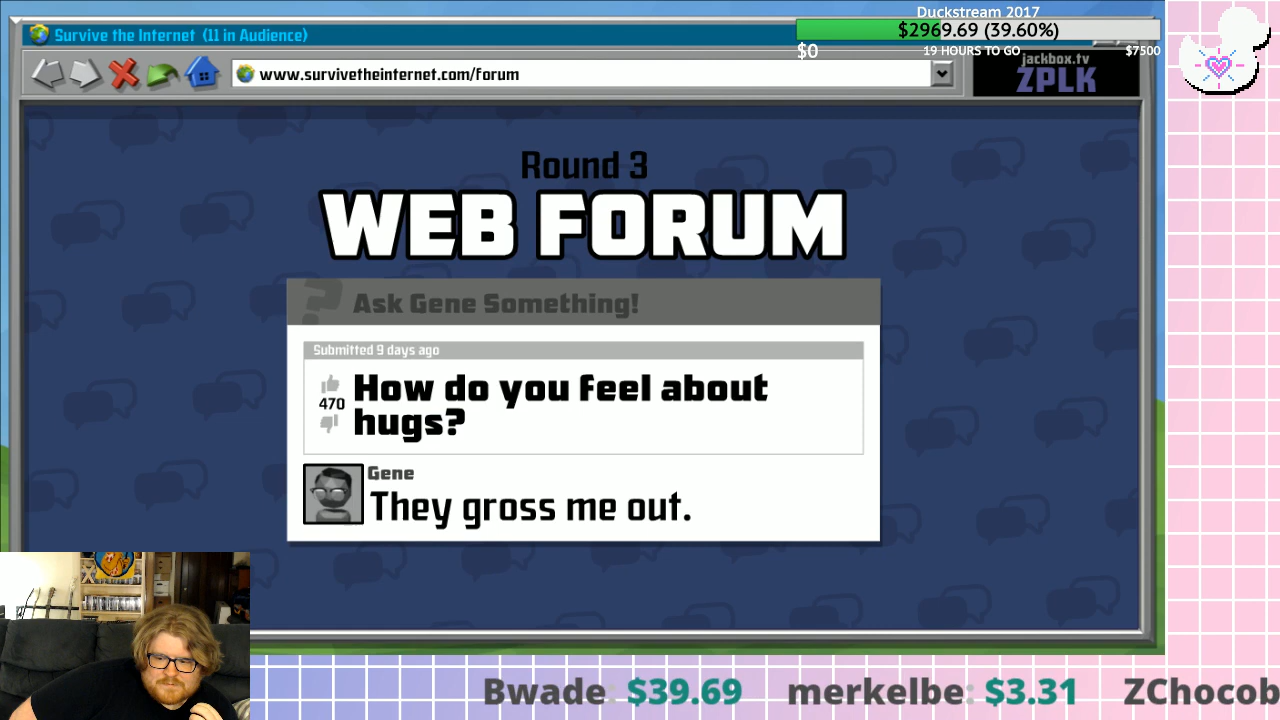 Duckstream 2017
$2969.69 (39.60%)
$0
19 HOURS TO GO
$7500
Survive the Internet (11 in Audience)
www.survivetheinternet.com/forum
jackbox.tv
ZPLK
Round 3
WEB FORUM
? Ask Gene Something!
Submitted 9 days ago
470
How do you feel about
hugs?
Gene
They gross me out.
Bwade: $39.69 merkelbe: $3.31 ZChocob